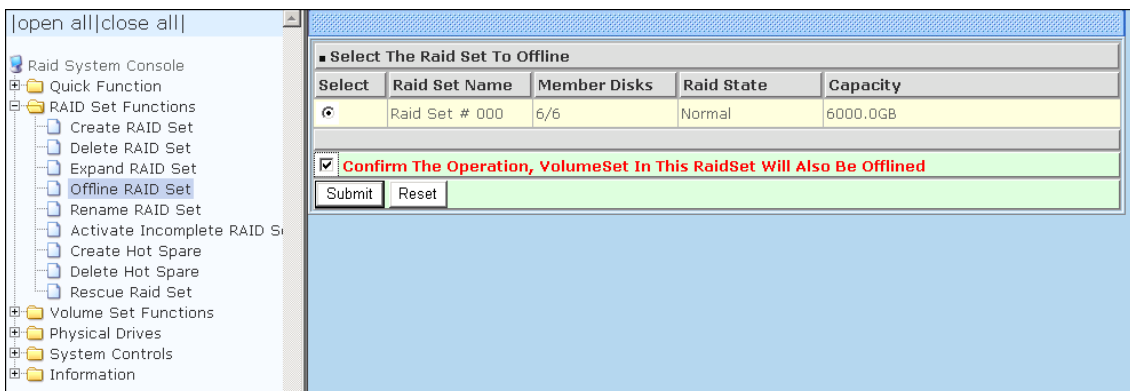 |open all|close all|
Raid System Console
Quick Function
RAID Set Functions
Create RAID Set
Delete RAID Set
Expand RAID Set
Offline RAID Set
Rename RAID Set
Activate Incomplete RAID S
Create Hot Spare
Delete Hot Spare
Rescue Raid Set
Volume Set Functions
Physical Drives
System Controls
Information
Select The Raid Set To Offline
Select Raid Set Name Member Disks Raid State Capacity
Raid Set # 000 6/6 Normal 6000.0GB
Confirm The Operation, VolumeSet In This RaidSet Will Also Be Offlined
Submit Reset